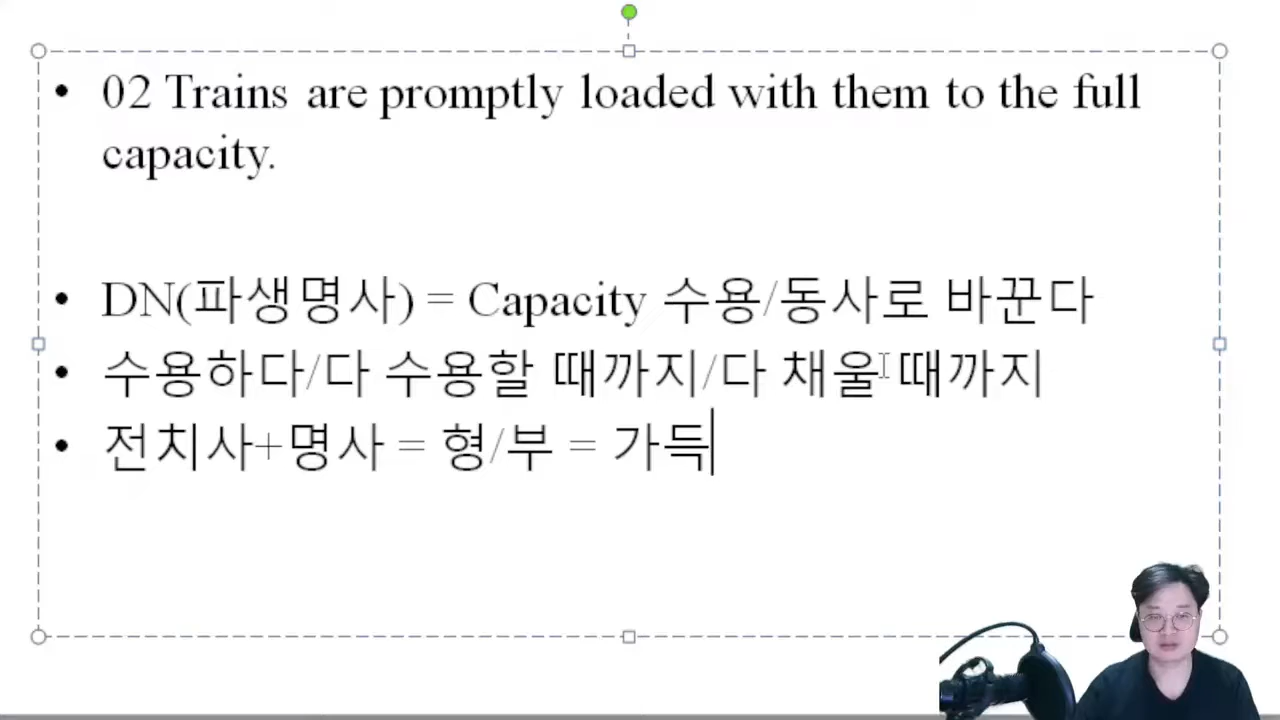 • 02 Trains are promptly loaded with them to the full
capacity.
• DN(파생명사) = Capacity 수용/동사로 바꾼다
• 수용하다/다 수용할 때까지/다 채울 때까지
• 전치사+명사 = 형/부 = 가득